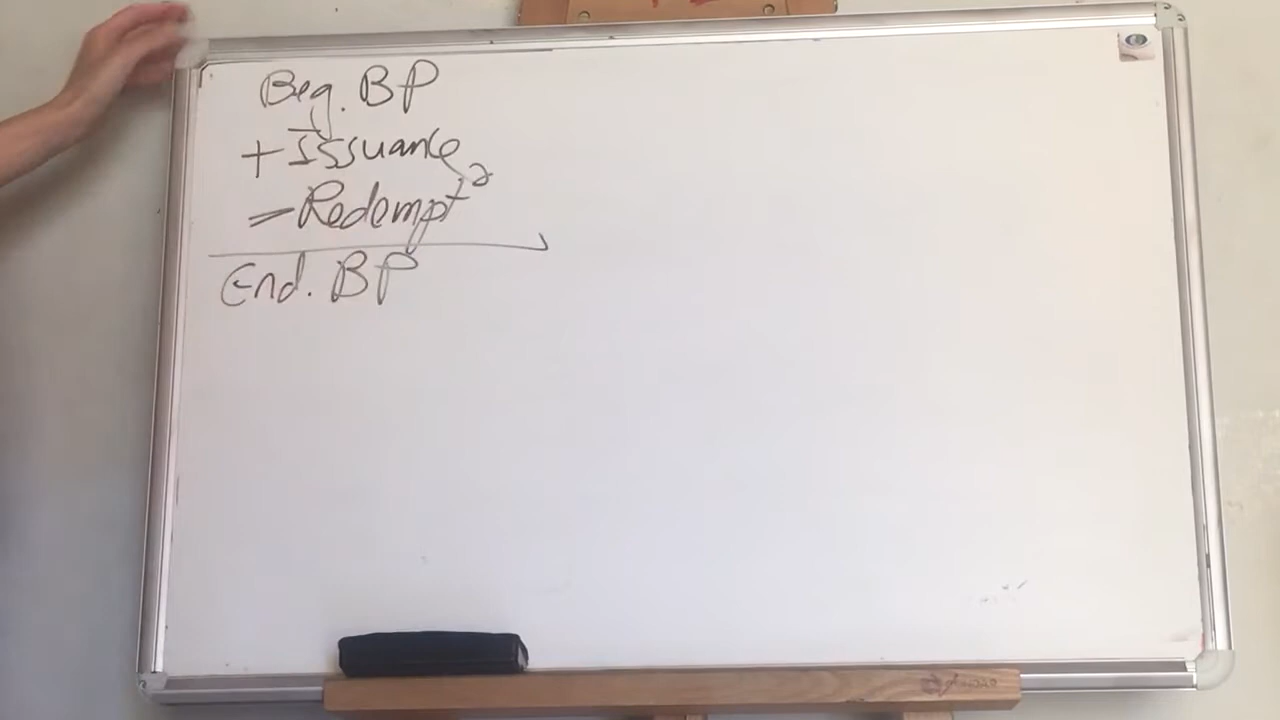 Beg. BP
+ Issuance
- Redempt
End. BP